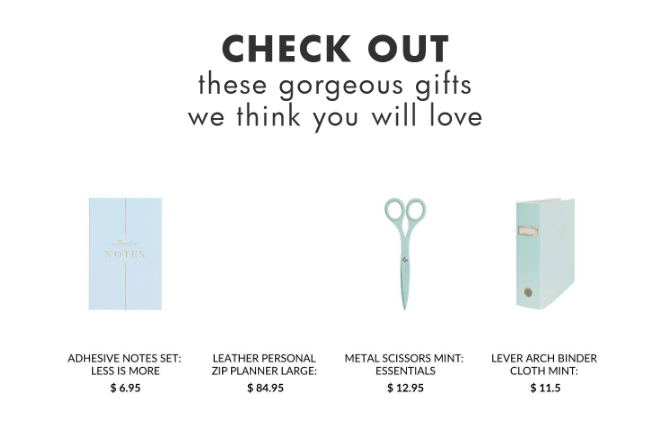 CHECK OUT
these gorgeous gifts
we think you will love
NOTES
ADHESIVE NOTES SET:
LESS IS MORE
$ 6.95
LEATHER PERSONAL
ZIP PLANNER LARGE:
$ 84.95
METAL SCISSORS MINT:
ESSENTIALS
$ 12.95
LEVER ARCH BINDER
CLOTH MINT:
$ 11.5